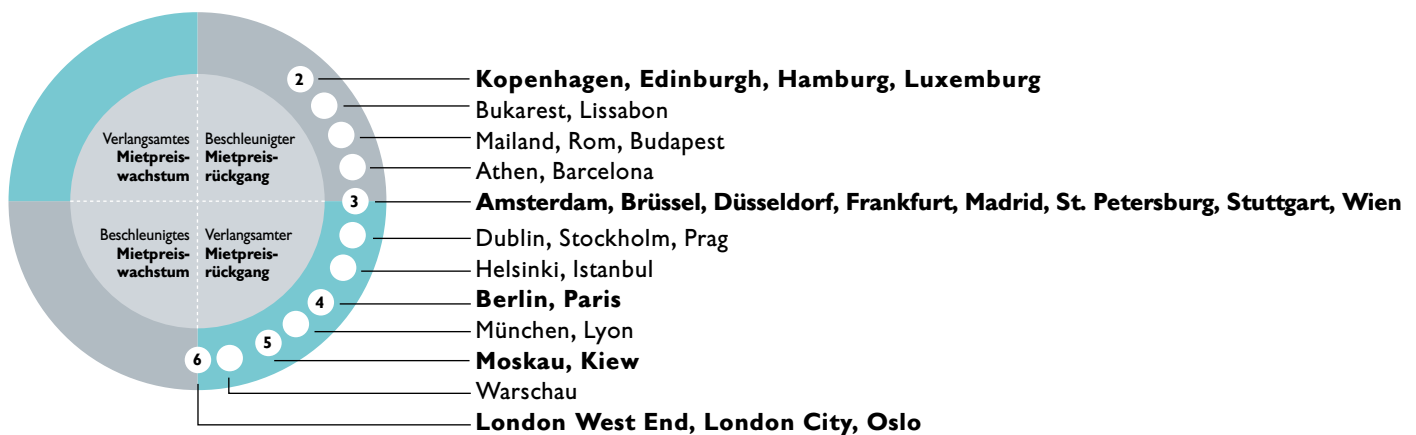 Verlangsamtes
Mietpreis-
wachstum
Beschleunigter
Mietpreis-
rückgang
Beschleunigtes
Mietpreis-
wachstum
Verlangsamter
Mietpreis-
rückgang
2
Kopenhagen, Edinburgh, Hamburg, Luxemburg
Bukarest, Lissabon
Mailand, Rom, Budapest
Athen, Barcelona
3
Amsterdam, Brüssel, Düsseldorf, Frankfurt, Madrid, St. Petersburg, Stuttgart, Wien
Dublin, Stockholm, Prag
Helsinki, Istanbul
4
Berlin, Paris
München, Lyon
5
Moskau, Kiew
Warschau
6
London West End, London City, Oslo